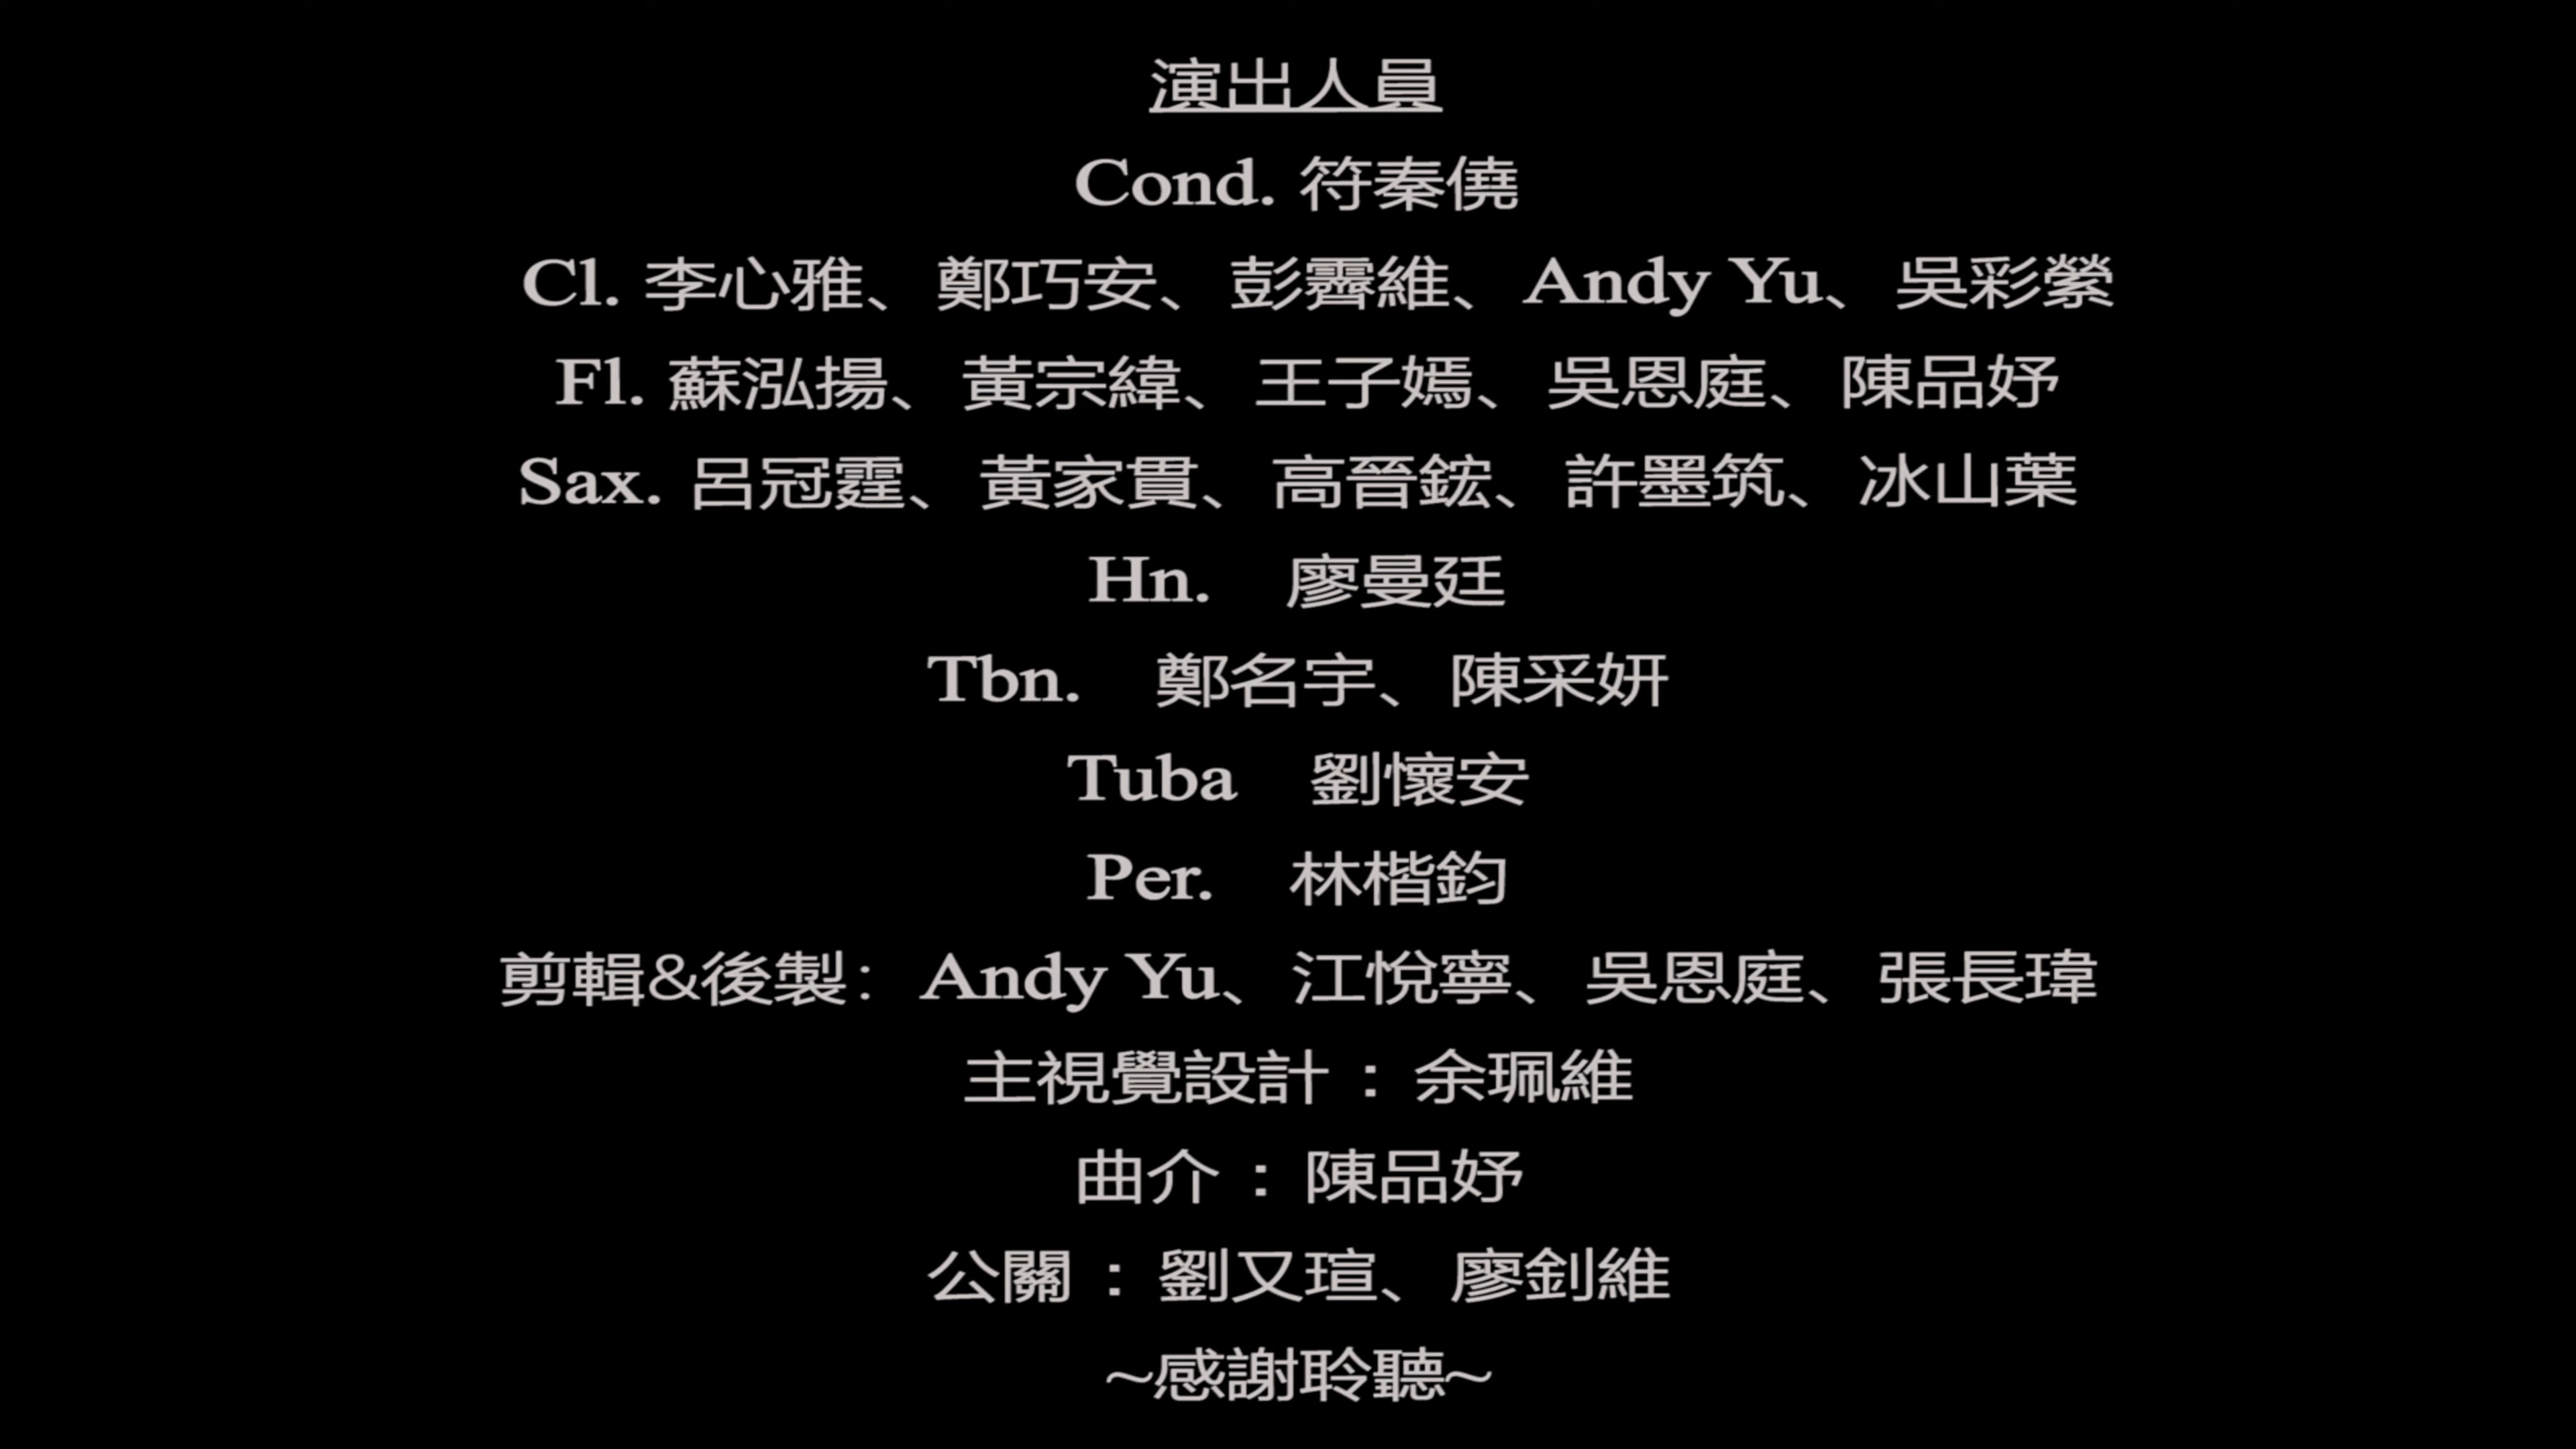 演出人員
Cond. 符秦僥
Cl. 李心雅、鄭巧安、彭霽維、Andy Yu、吳彩縈
Fl. 蘇泓揚、黃宗緯、王子嫣、吳恩庭、陳品妤
Sax. 呂冠霆、黃家貫、高晉鋐、許墨筑、冰山葉
Hn. 廖曼廷
Tbn. 鄭名宇、陳采妍
Tuba 劉懷安
Per. 林楷鈞
剪輯&後製：Andy Yu、江悅寧、吳恩庭、張長瑋
主視覺設計：余珮維
曲介：陳品妤
公關：劉又瑄、廖釗維
~感謝聆聽~